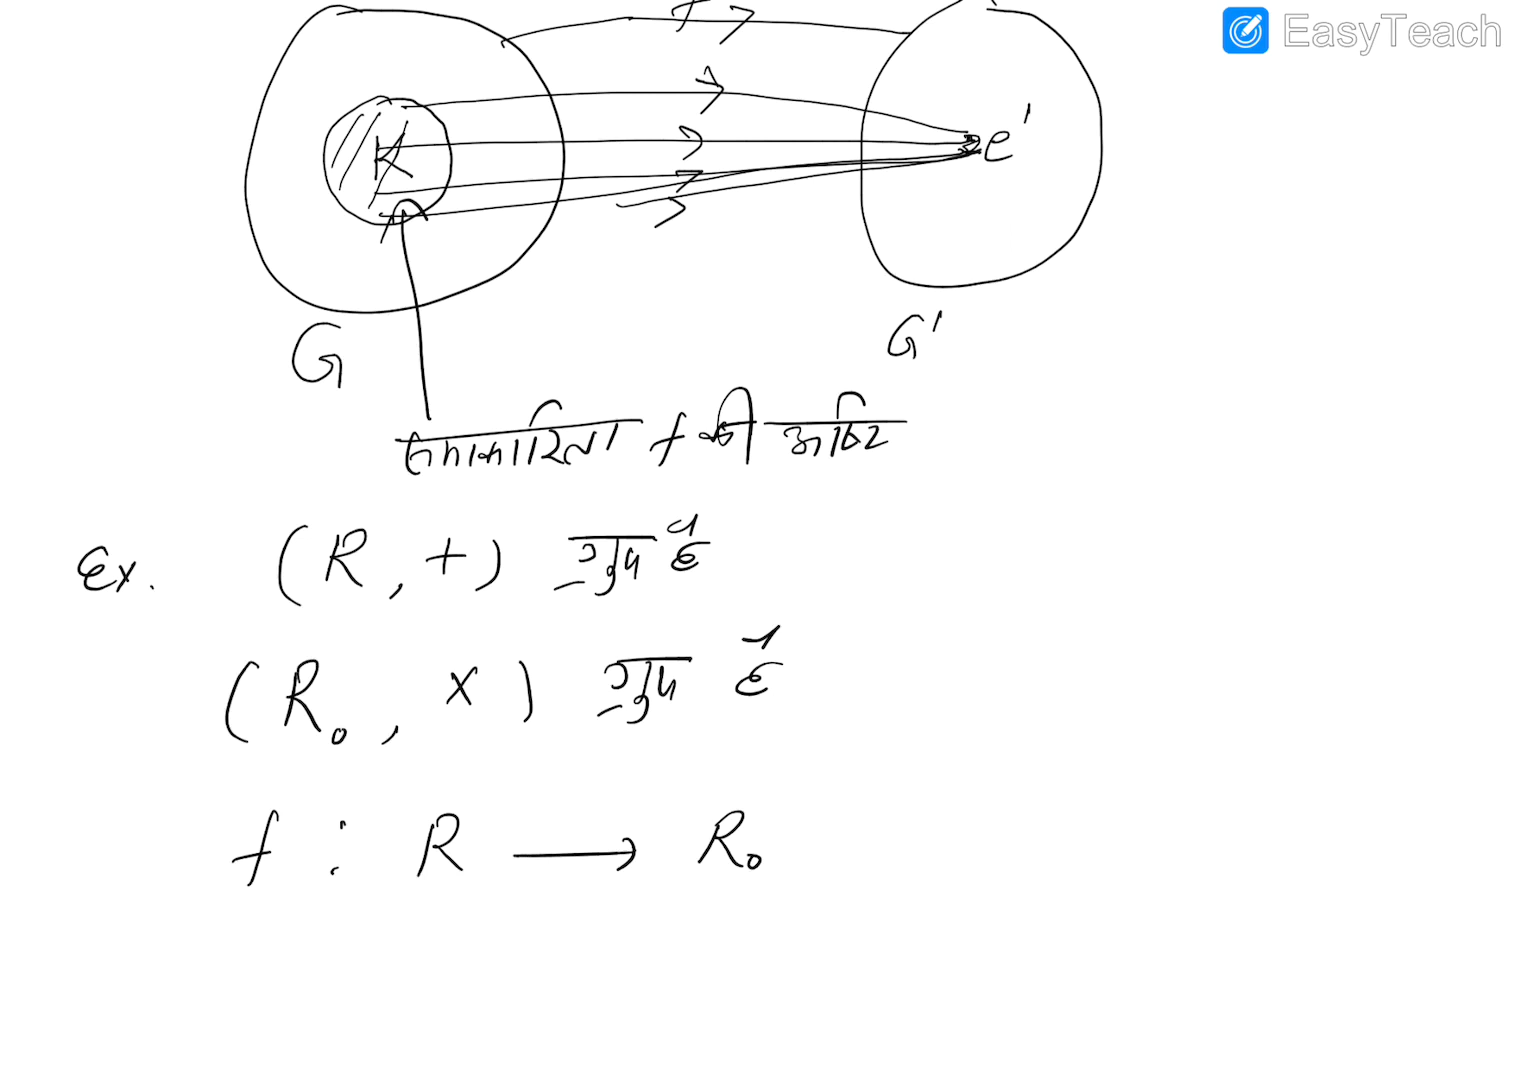 EasyTeach
f
K
e'
G G'
समाकारिता f की अष्टि
Ex. (R, +) ग्रुप है
(R₀, ×) ग्रुप है
f : R → R₀